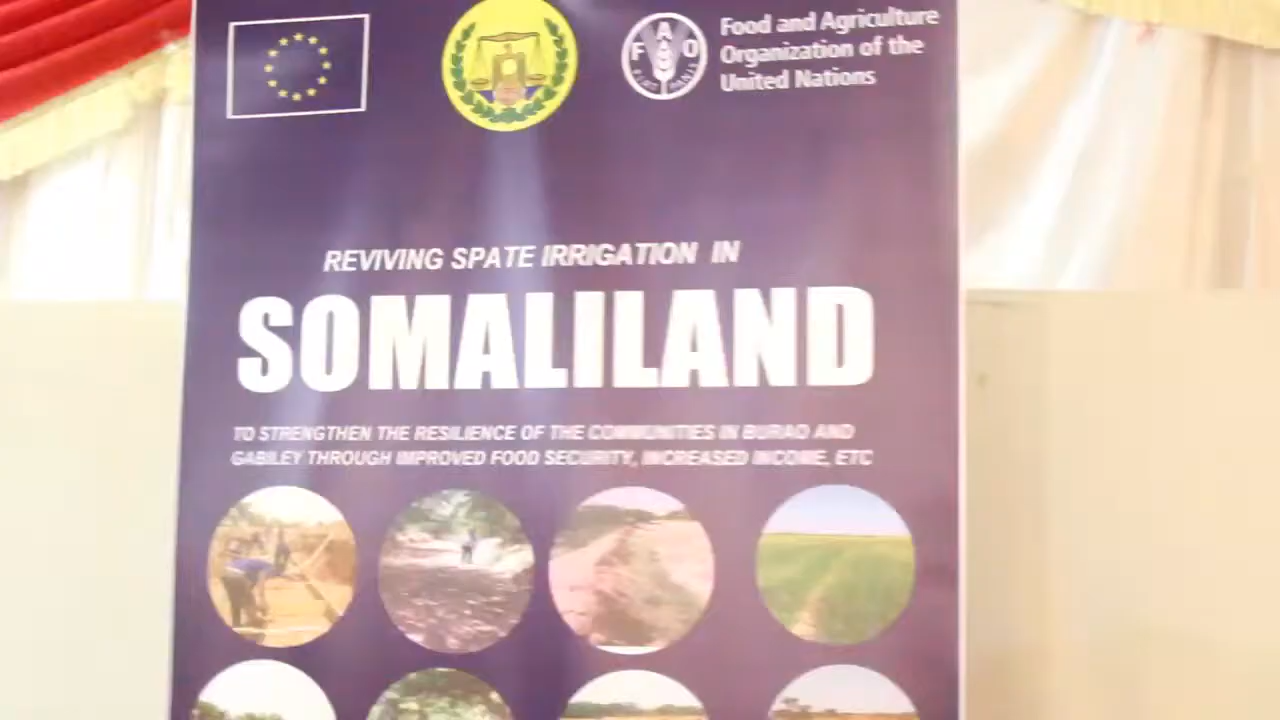 Food and Agriculture
Organization of the
United Nations
F A O
REVIVING SPATE IRRIGATION IN
SOMALILAND
TO STRENGTHEN THE RESILIENCE OF THE COMMUNITIES IN BURAO AND
GABILEY THROUGH IMPROVED FOOD SECURITY, INCREASED INCOME, ETC